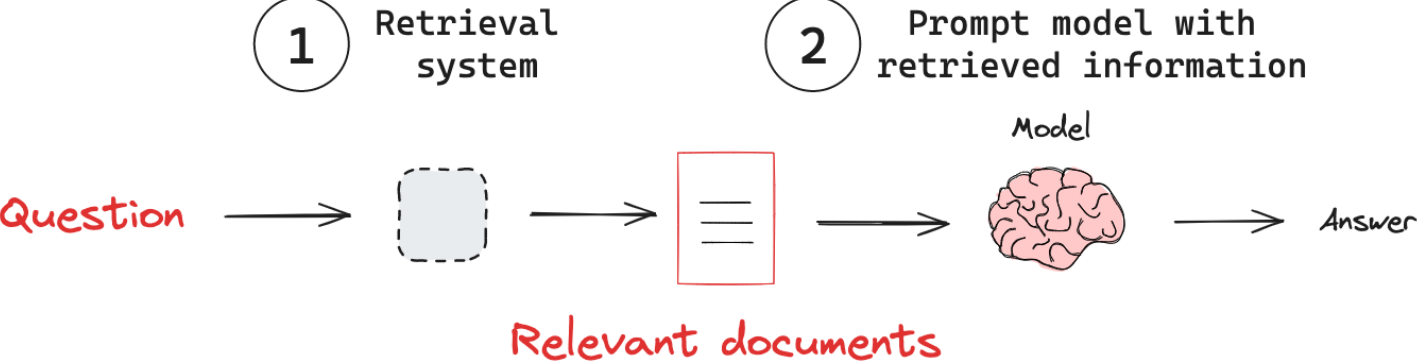 1
Retrieval
system
2
Prompt model with
retrieved information
Model
Question
Answer
Relevant documents